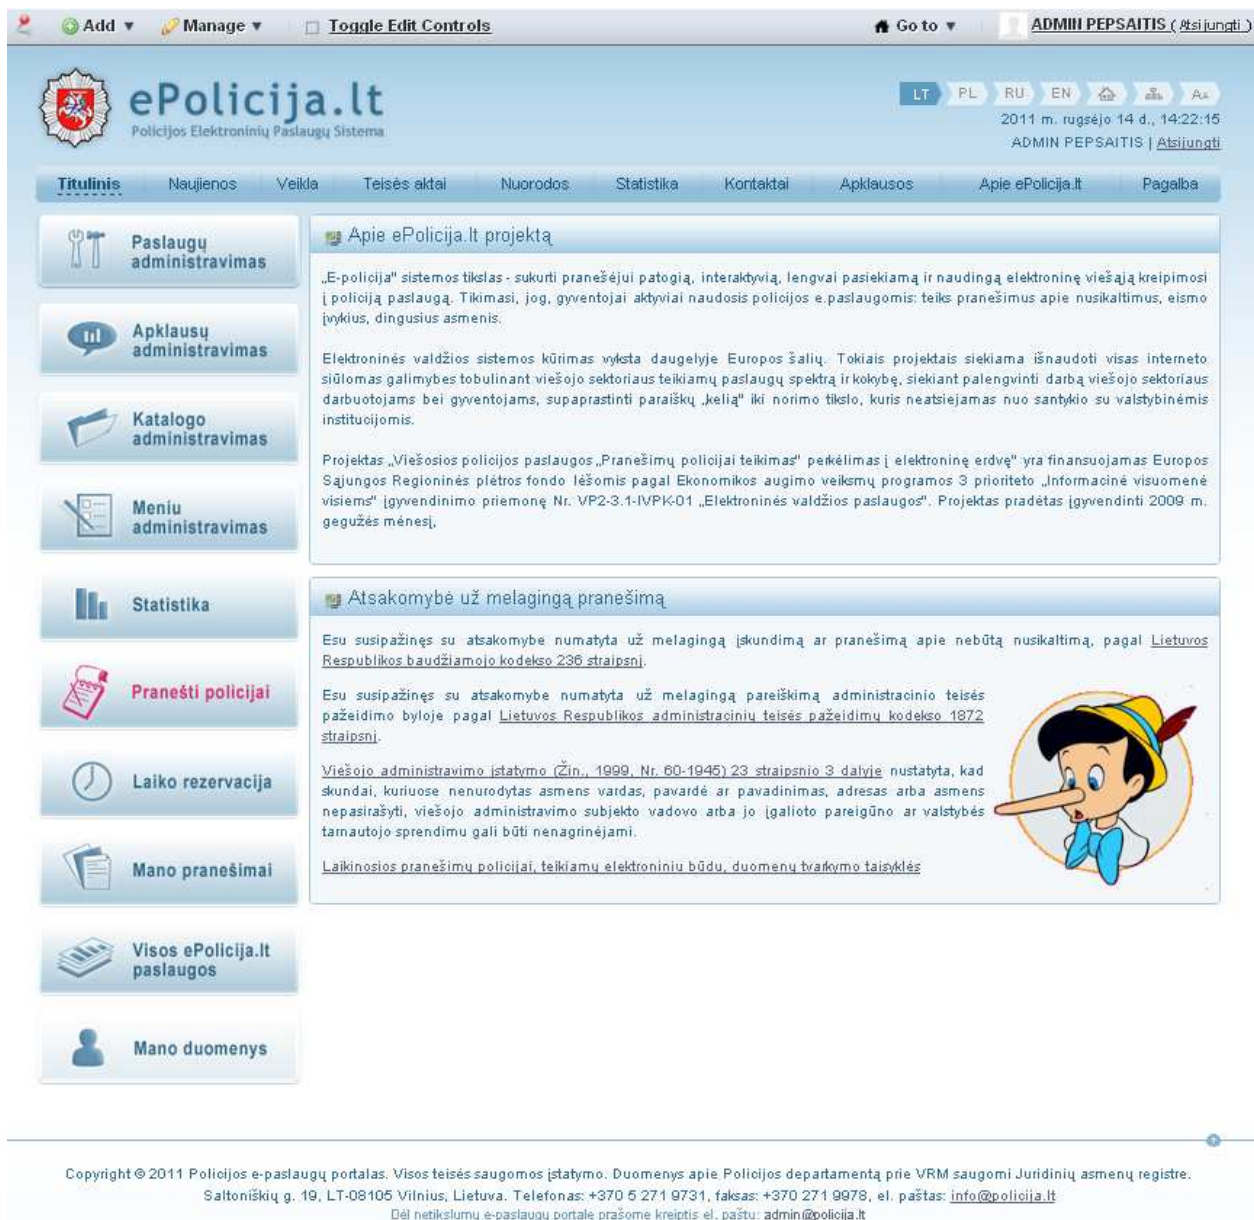 Add ▼ Manage ▼ Toggle Edit Controls Go to ▼ ADMIN PEPSAITIS ( Atsijungti )
ePolicija.lt
Policijos Elektroninių Paslaugų Sistema
LT PL RU EN
2011 m. rugsėjo 14 d., 14:22:15
ADMIN PEPSAITIS | Atsijungti
Titulinis Naujienos Veikla Teisės aktai Nuorodos Statistika Kontaktai Apklausos Apie ePolicija.lt Pagalba
Paslaugų
administravimas
Apklausų
administravimas
Katalogo
administravimas
Meniu
administravimas
Statistika
Pranešti policijai
Laiko rezervacija
Mano pranešimai
Visos ePolicija.lt
paslaugos
Mano duomenys
Apie ePolicija.lt projektą
„E-policija" sistemos tikslas - sukurti pranešėjui patogią, interaktyvią, lengvai pasiekiamą ir naudingą elektroninę viešąją kreipimosi
į policiją paslaugą. Tikimasi, jog, gyventojai aktyviai naudosis policijos e.paslaugomis: teiks pranešimus apie nusikaltimus, eismo
įvykius, dingusius asmenis.
Elektroninės valdžios sistemos kūrimas vyksta daugelyje Europos šalių. Tokiais projektais siekiama išnaudoti visas interneto
siūlomas galimybes tobulinant viešojo sektoriaus teikiamų paslaugų spektrą ir kokybę, siekiant palengvinti darbą viešojo sektoriaus
darbuotojams bei gyventojams, supaprastinti paraiškų „kelią" iki norimo tikslo, kuris neatsiejamas nuo santykio su valstybinėmis
institucijomis.
Projektas „Viešosios policijos paslaugos „Pranešimų policijai teikimas" perkėlimas į elektroninę erdvę" yra finansuojamas Europos
Sąjungos Regioninės plėtros fondo lėšomis pagal Ekonomikos augimo veiksmų programos 3 prioriteto „Informacinė visuomenė
visiems" įgyvendinimo priemonę Nr. VP2-3.1-IVPK-01 „Elektroninės valdžios paslaugos". Projektas pradėtas įgyvendinti 2009 m.
gegužės mėnesį,
Atsakomybė už melagingą pranešimą
Esu susipažinęs su atsakomybe numatyta už melagingą įskundimą ar pranešimą apie nebūtą nusikaltimą, pagal Lietuvos
Respublikos baudžiamojo kodekso 236 straipsnį.
Esu susipažinęs su atsakomybe numatyta už melagingą pareiškimą administracinio teisės
pažeidimo byloje pagal Lietuvos Respublikos administracinių teisės pažeidimų kodekso 1872
straipsnį.
Viešojo administravimo įstatymo (Žin., 1999, Nr. 60-1945) 23 straipsnio 3 dalyje nustatyta, kad
skundai, kuriuose nenurodytas asmens vardas, pavardė ar pavadinimas, adresas arba asmens
nepasirašyti, viešojo administravimo subjekto vadovo arba jo įgalioto pareigūno ar valstybės
tarnautojo sprendimu gali būti nenagrinėjami.
Laikinosios pranešimų policijai, teikiamų elektroniniu būdu, duomenų tvarkymo taisyklės
Copyright © 2011 Policijos e-paslaugų portalas. Visos teisės saugomos įstatymo. Duomenys apie Policijos departamentą prie VRM saugomi Juridinių asmenų registre.
Saltoniškių g. 19, LT-08105 Vilnius, Lietuva. Telefonas: +370 5 271 9731, faksas: +370 271 9978, el. paštas: info@policija.lt
Dėl netikslumų e-paslaugų portale prašome kreiptis el. paštu: admin@policija.lt